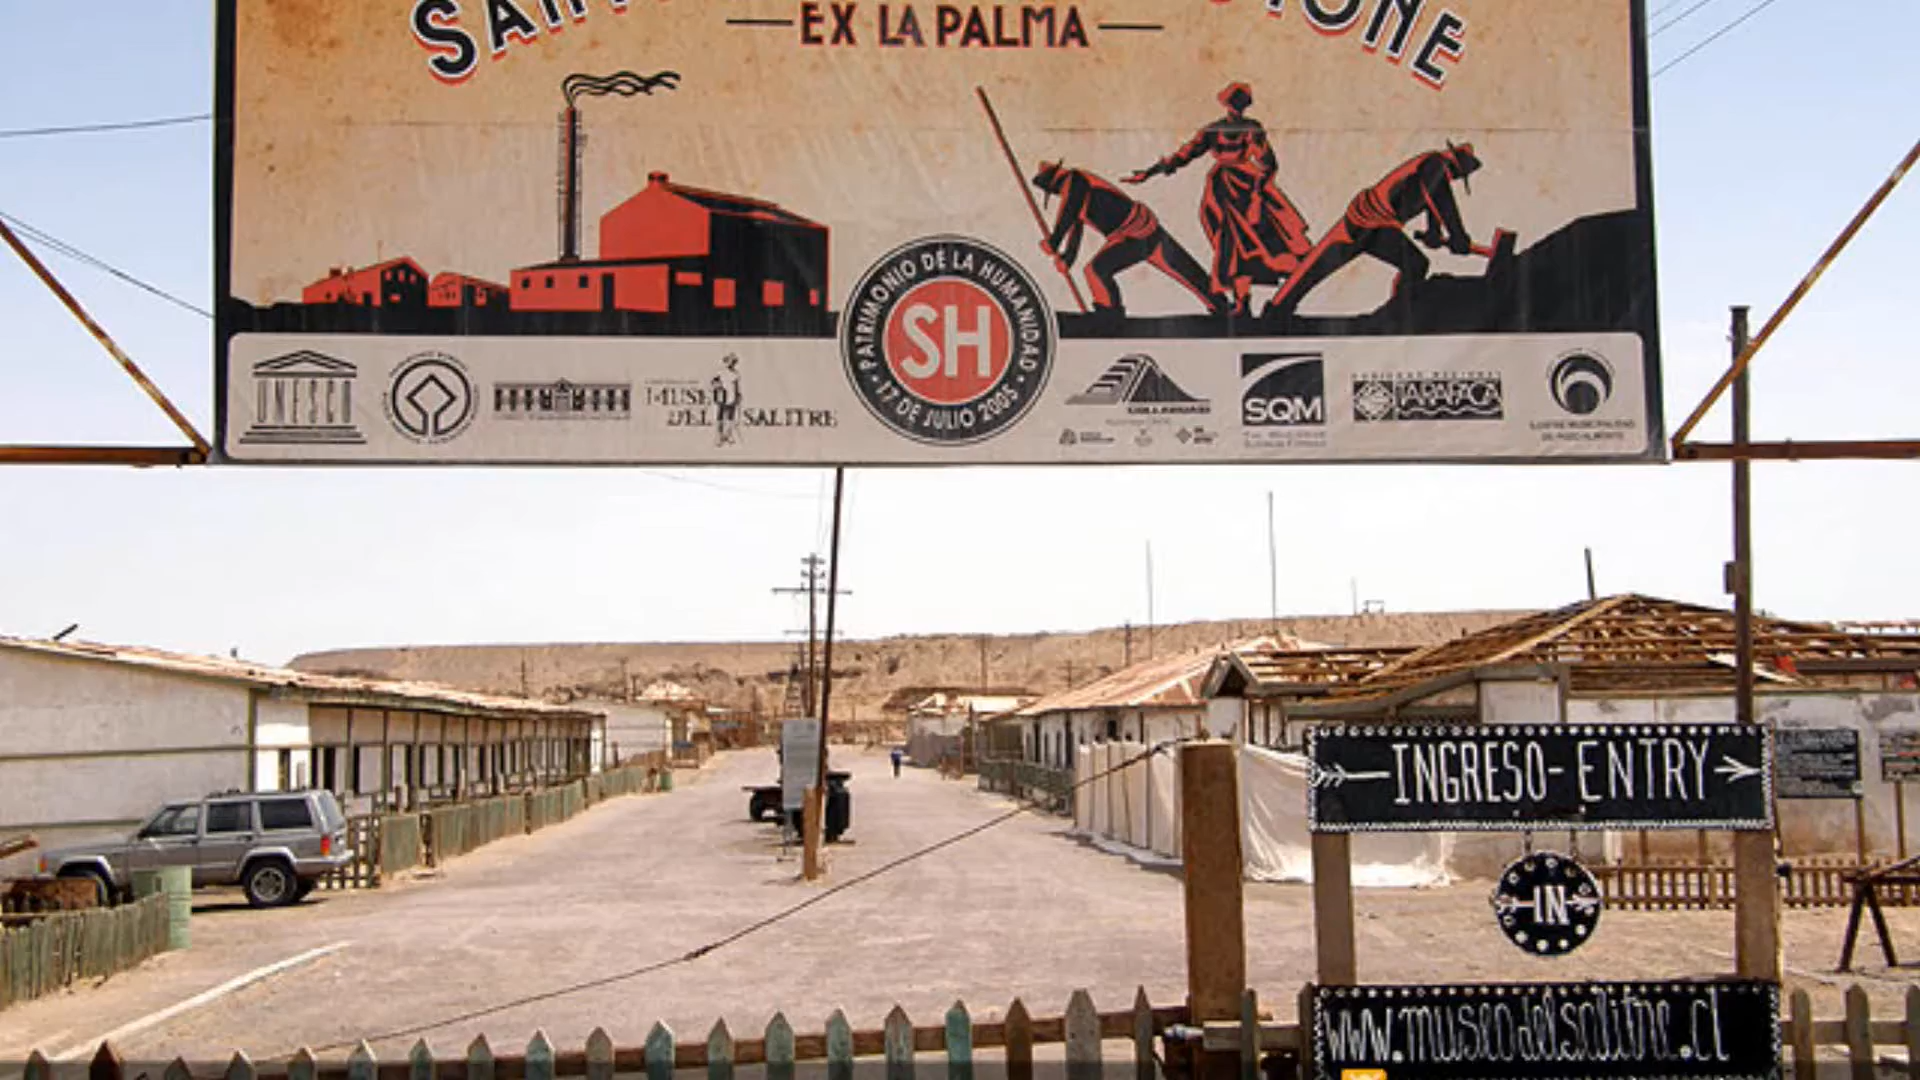 EX LA PALMA
PATRIMONIO DE LA HUMANIDAD
SH
17 DE JULIO 2005
UNESCO
MUSEO
DEL SALITRE
COLLAHUASI
SQM
TARAPACA
INGRESO-ENTRY
IN
www.museodelsalitre.cl